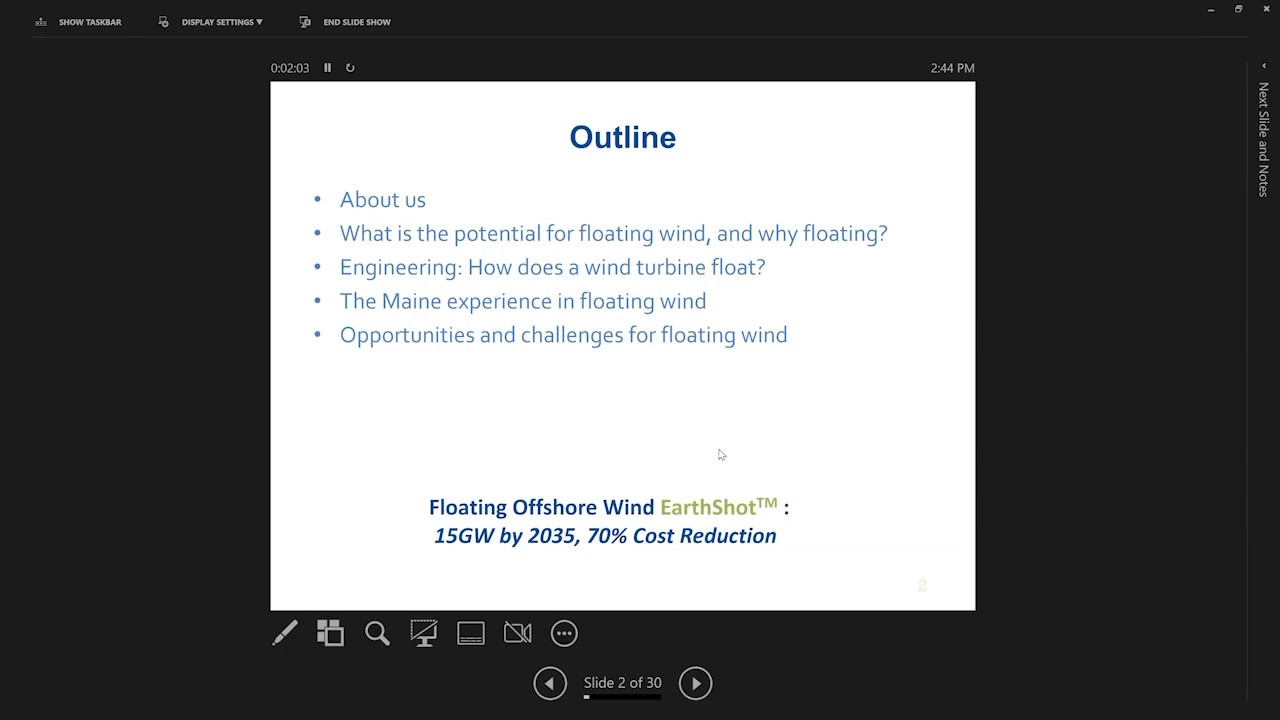 SHOW TASKBAR
DISPLAY SETTINGS ▼
END SLIDE SHOW
0:02:03
2:44 PM
Next Slide and Notes
Outline
• About us
• What is the potential for floating wind, and why floating?
• Engineering: How does a wind turbine float?
• The Maine experience in floating wind
• Opportunities and challenges for floating wind
Floating Offshore Wind EarthShot™ :
15GW by 2035, 70% Cost Reduction
2
Slide 2 of 30